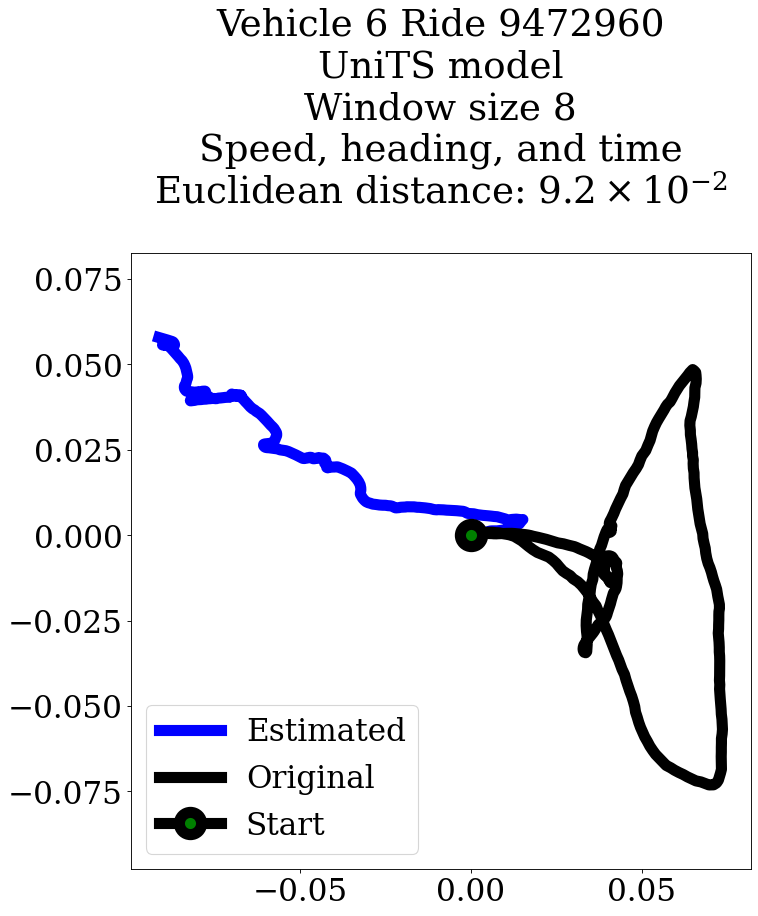 Vehicle 6 Ride 9472960
UniTS model
Window size 8
Speed, heading, and time
Euclidean distance: $9.2 \times 10^{-2}$
0.075
0.050
0.025
0.000
−0.025
−0.050
−0.075
Estimated
Original
Start
−0.05
0.00
0.05